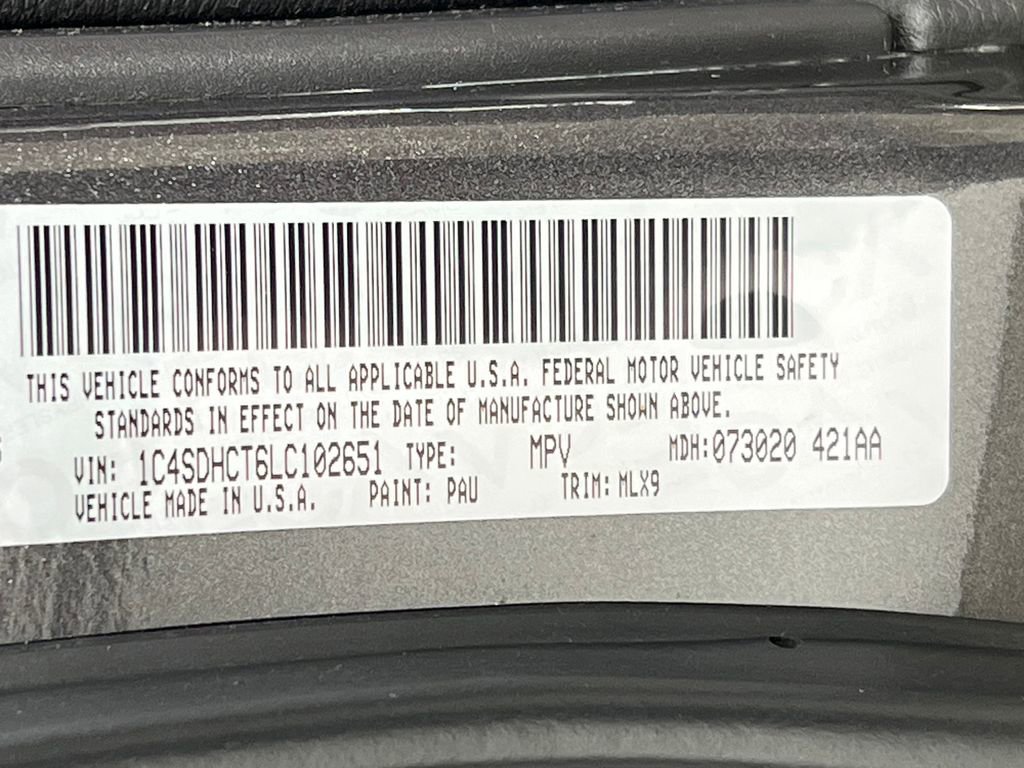 THIS VEHICLE CONFORMS TO ALL APPLICABLE U.S.A. FEDERAL MOTOR VEHICLE SAFETY
STANDARDS IN EFFECT ON THE DATE OF MANUFACTURE SHOWN ABOVE.
VIN: 1C4SDHCT6LC102651 TYPE: MPV MDH:073020 421AA
VEHICLE MADE IN U.S.A. PAINT: PAU TRIM: MLX9